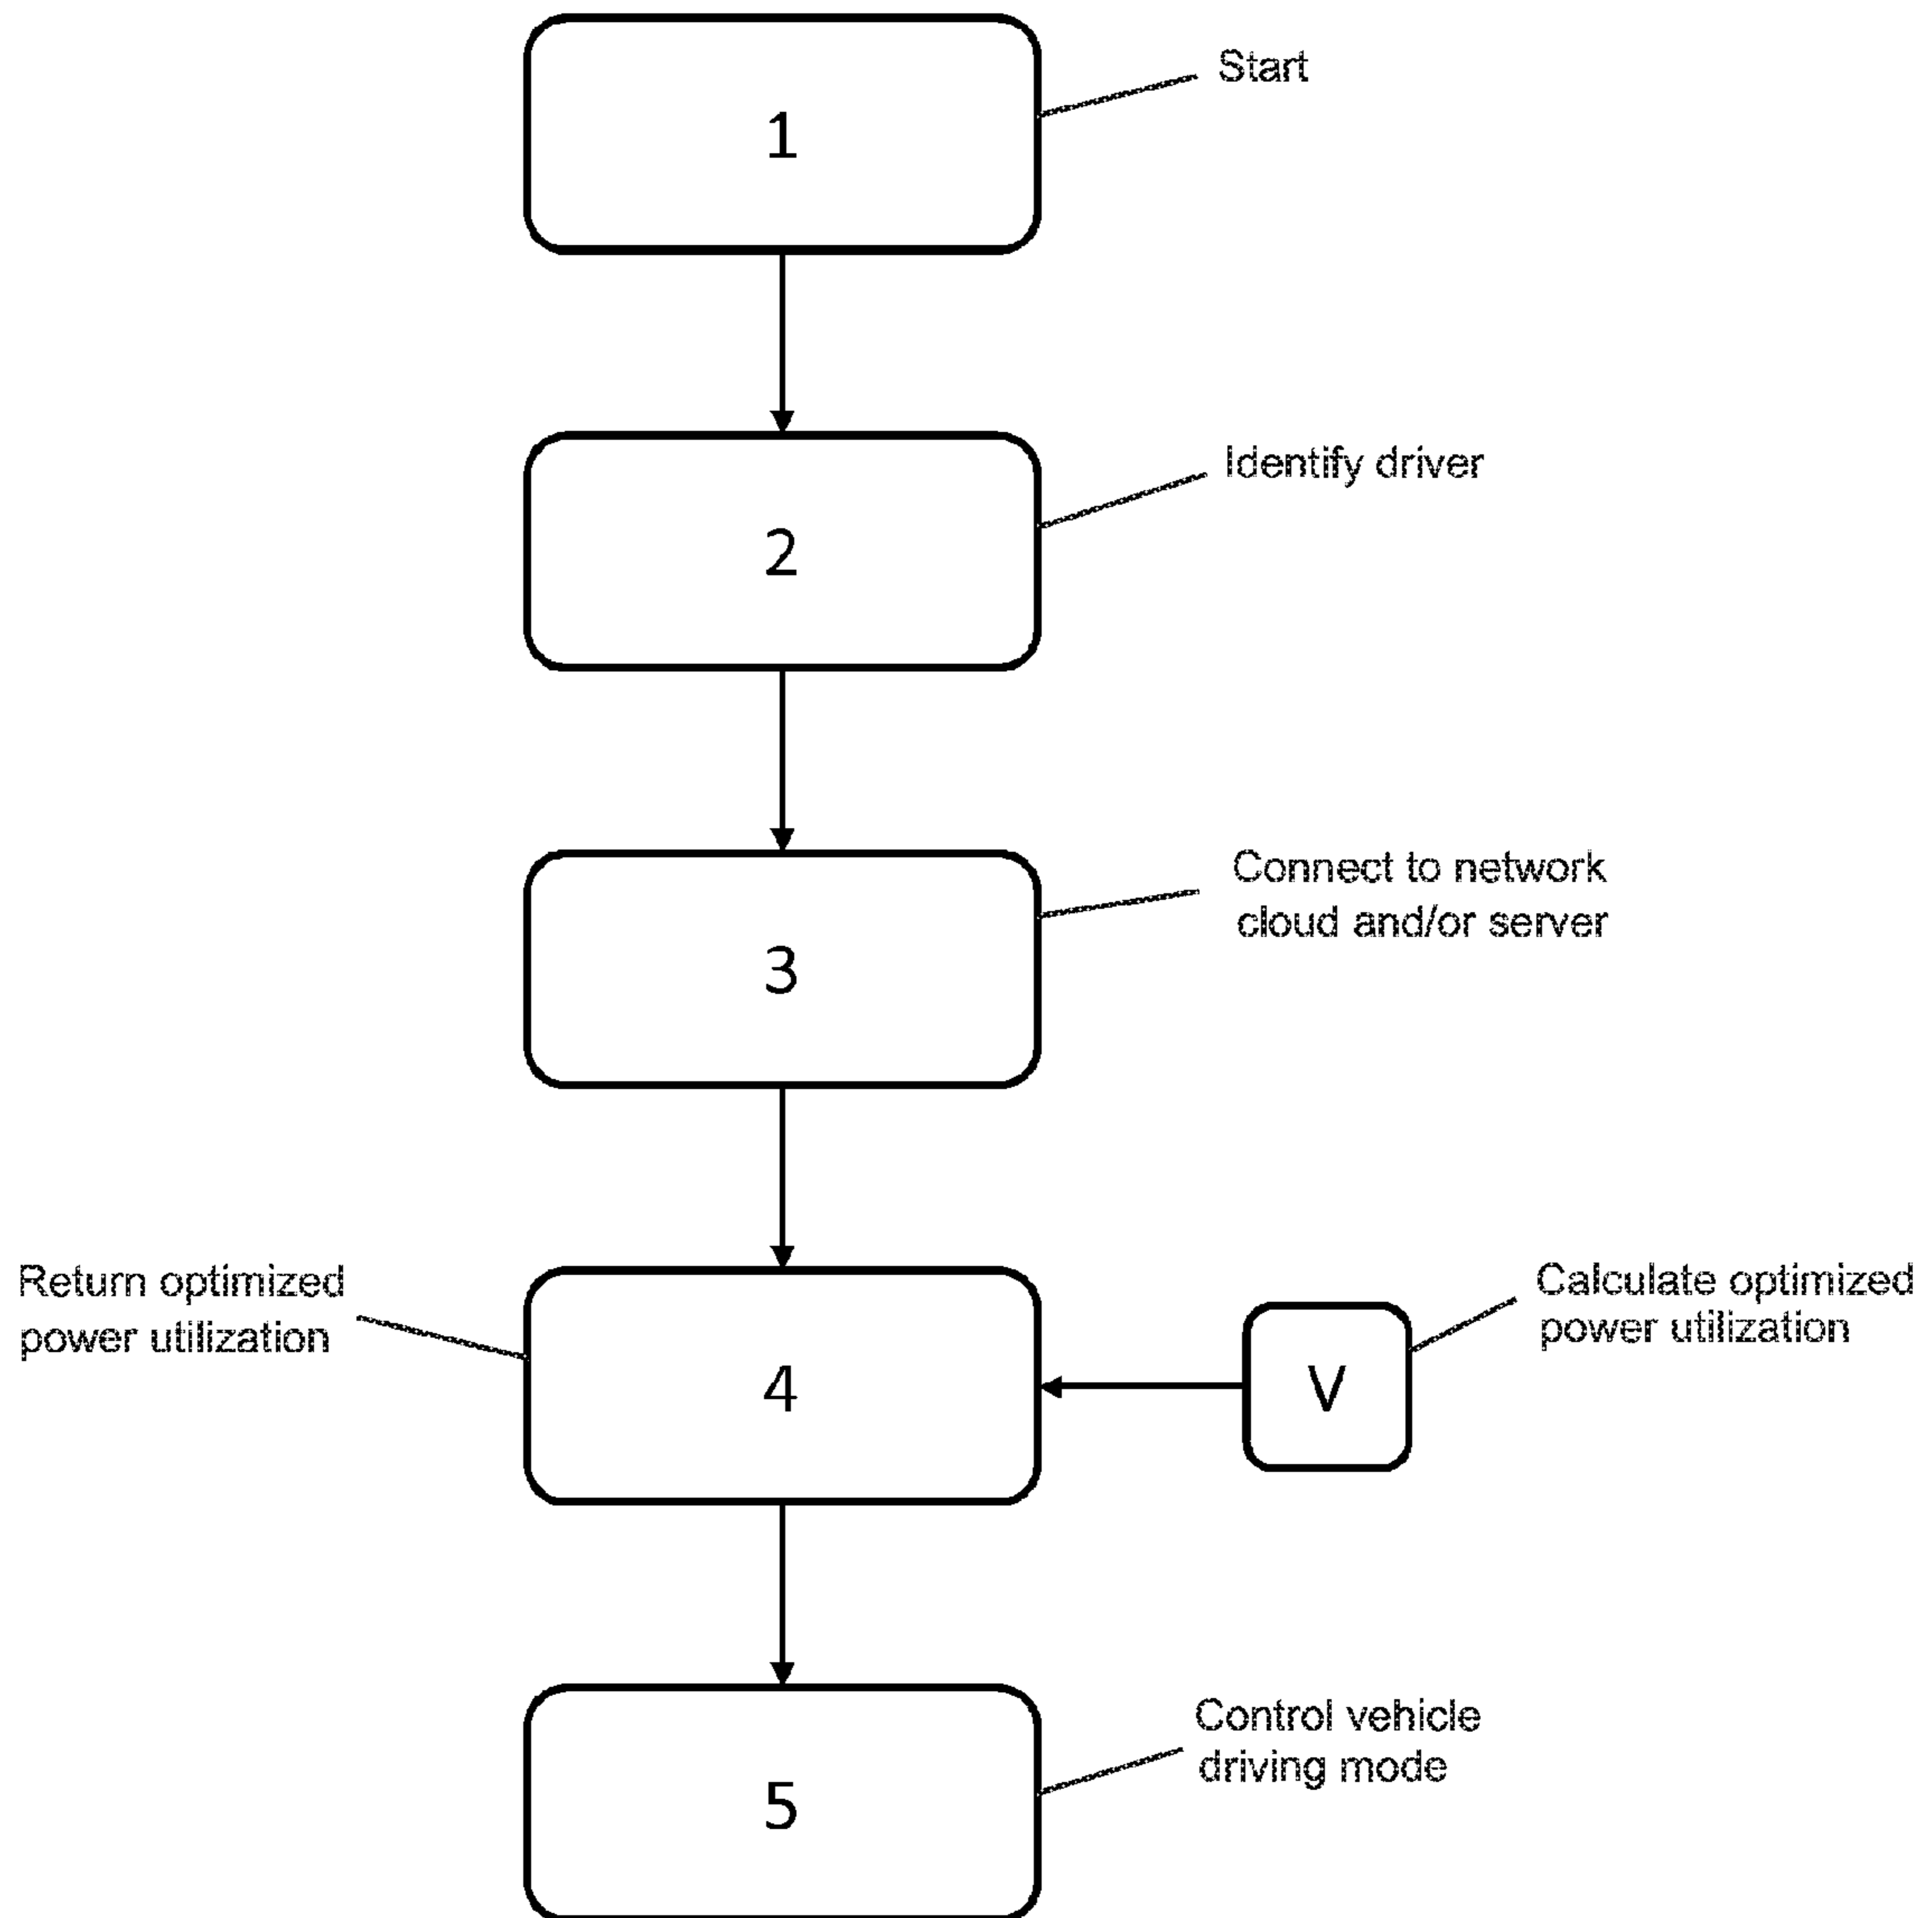 1
Start
2
Identify driver
3
Connect to network
cloud and/or server
Return optimized
power utilization
4
V
Calculate optimized
power utilization
5
Control vehicle
driving mode